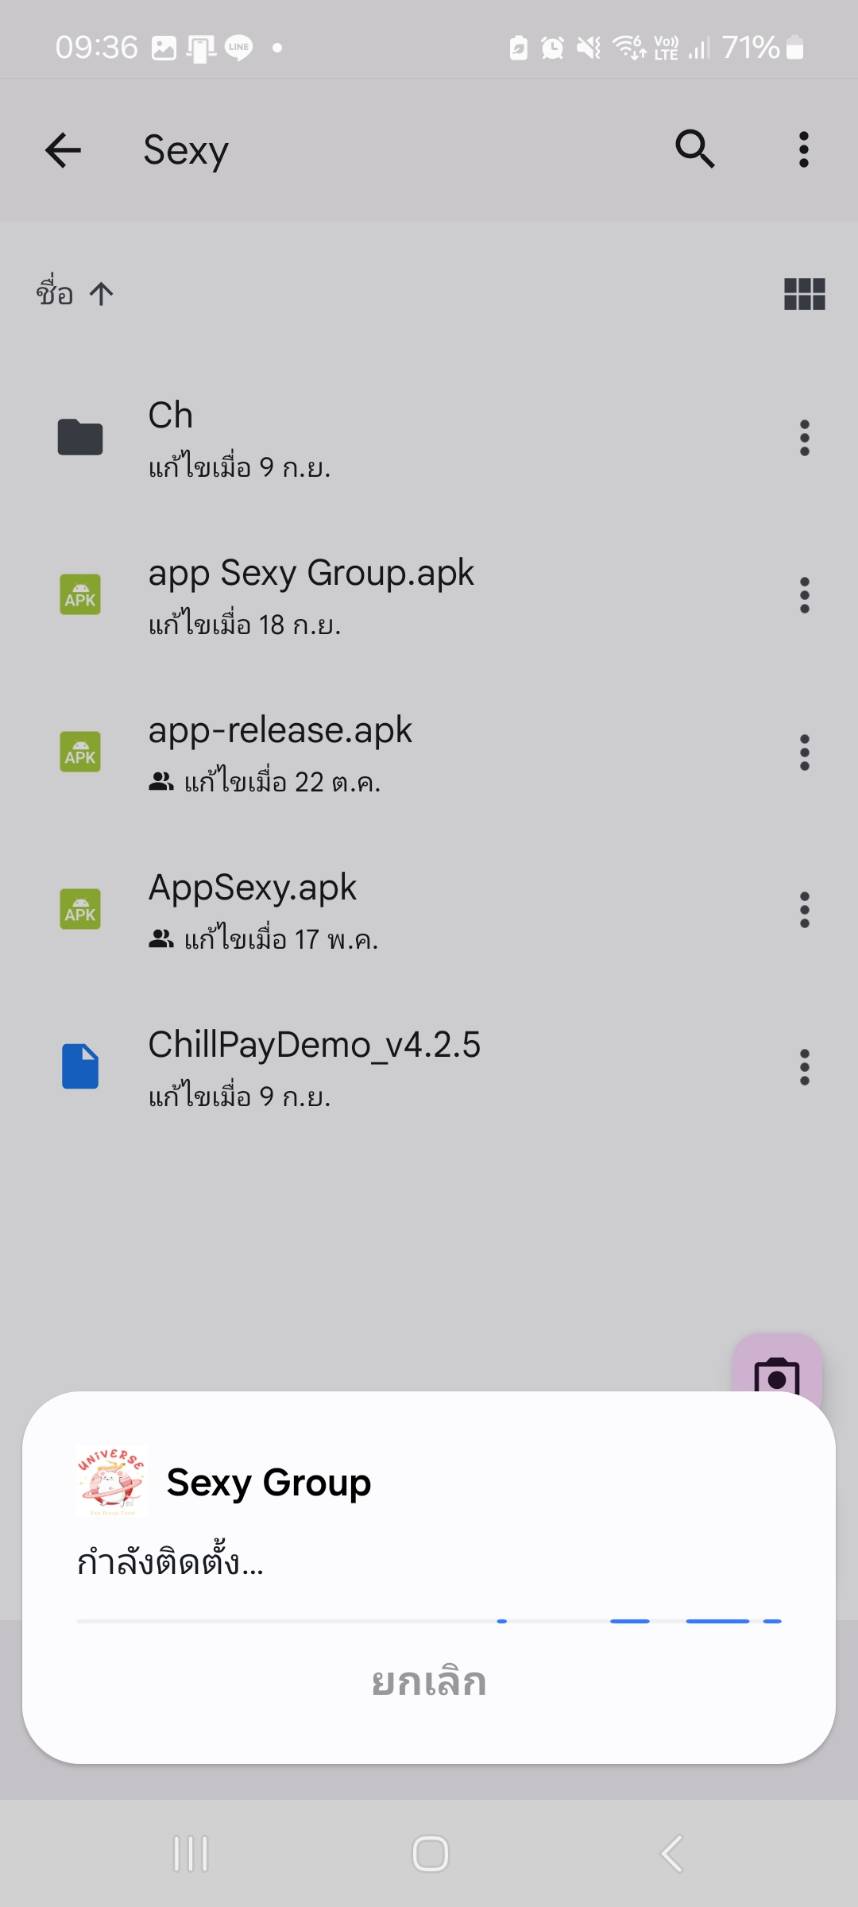 09:36 LINE 6 Vo)) LTE 71%
Sexy
ชื่อ
Ch
แก้ไขเมื่อ 9 ก.ย.
app Sexy Group.apk
APK
แก้ไขเมื่อ 18 ก.ย.
app-release.apk
APK
แก้ไขเมื่อ 22 ต.ค.
AppSexy.apk
APK
แก้ไขเมื่อ 17 พ.ค.
ChillPayDemo_v4.2.5
แก้ไขเมื่อ 9 ก.ย.
UNIVERSE
Sexy Group
กำลังติดตั้ง...
ยกเลิก